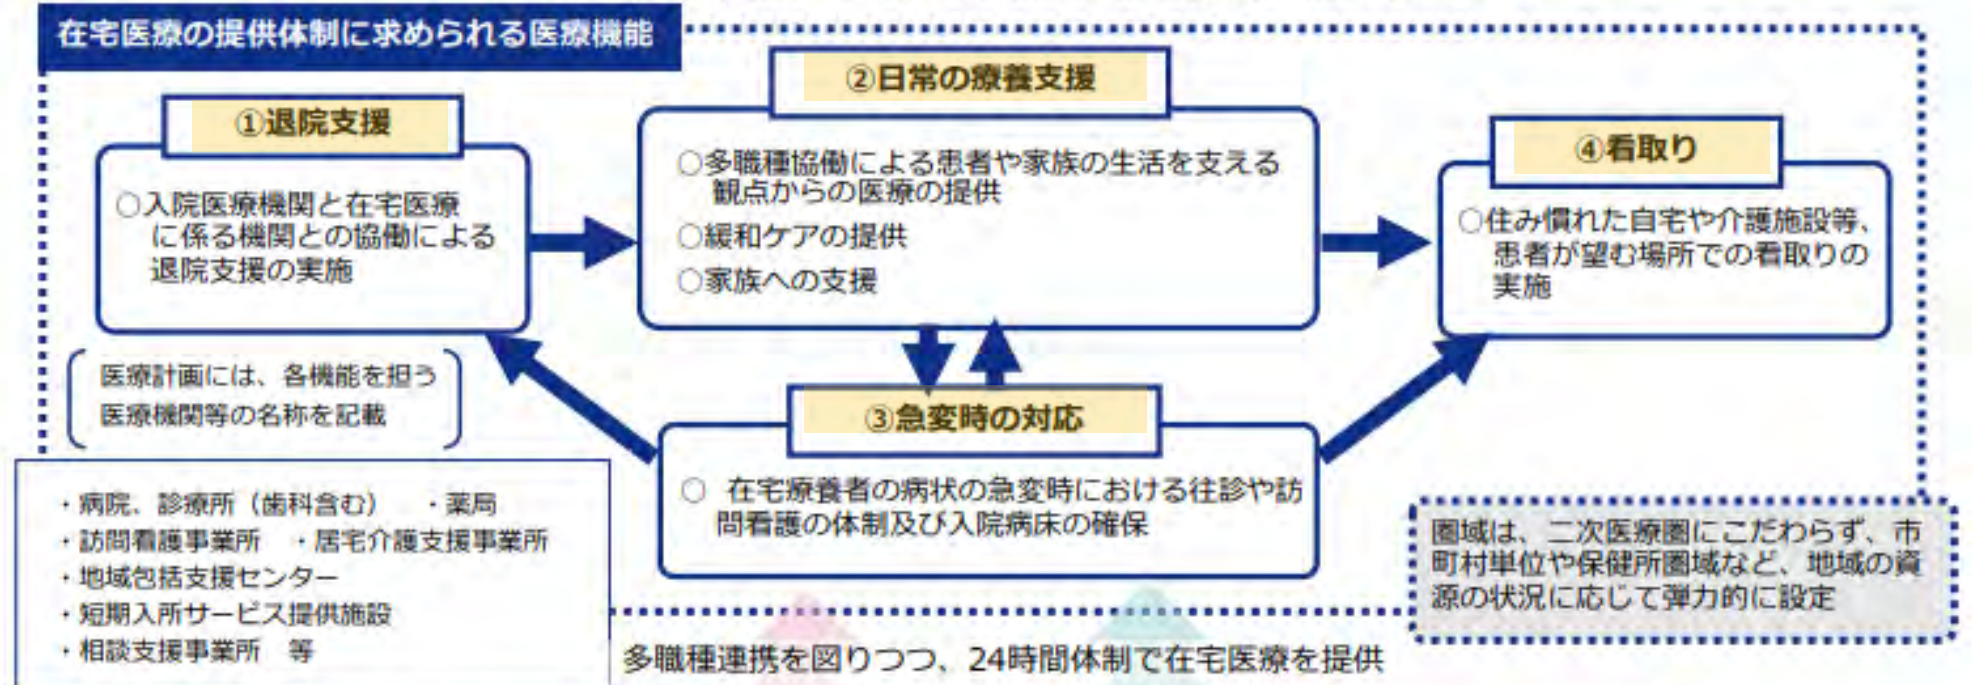 在宅医療の提供体制に求められる医療機能
①退院支援
○入院医療機関と在宅医療
に係る機関との協働による
退院支援の実施
②日常の療養支援
○多職種協働による患者や家族の生活を支える
観点からの医療の提供
○緩和ケアの提供
○家族への支援
④看取り
○住み慣れた自宅や介護施設等、
患者が望む場所での看取りの
実施
医療計画には、各機能を担う
医療機関等の名称を記載
③急変時の対応
○ 在宅療養者の病状の急変時における往診や訪
問看護の体制及び入院病床の確保
・病院、診療所（歯科含む） ・薬局
・訪問看護事業所 ・居宅介護支援事業所
・地域包括支援センター
・短期入所サービス提供施設
・相談支援事業所 等
圏域は、二次医療圏にこだわらず、市
町村単位や保健所圏域など、地域の資
源の状況に応じて弾力的に設定
多職種連携を図りつつ、24時間体制で在宅医療を提供